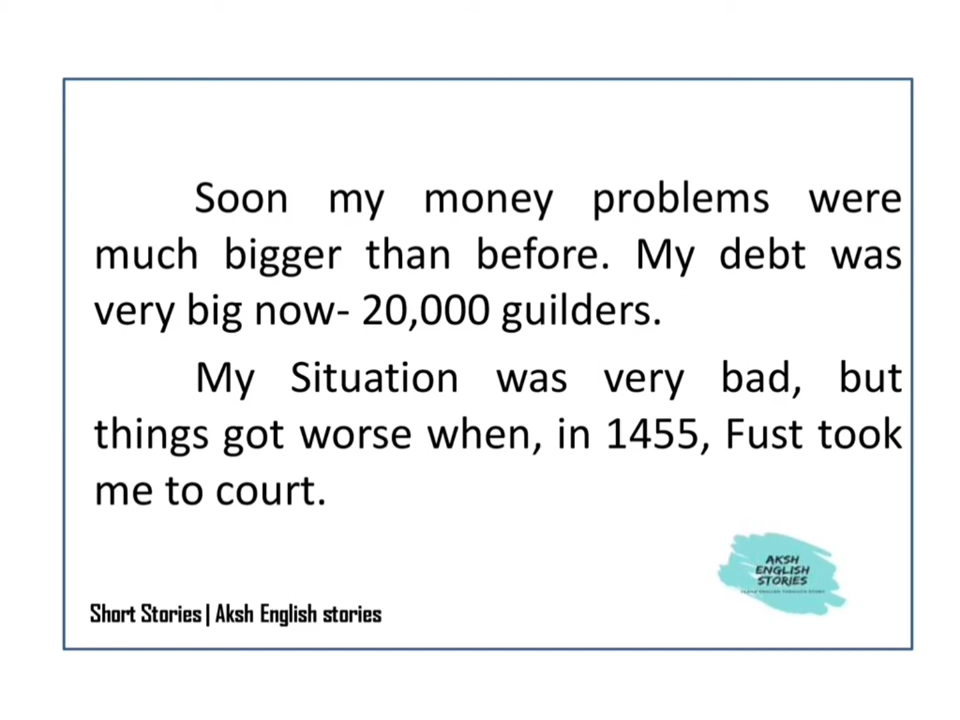 Soon my money problems were
much bigger than before. My debt was
very big now- 20,000 guilders.
My Situation was very bad, but
things got worse when, in 1455, Fust took
me to court.
AKSH
ENGLISH
STORIES
Short Stories | Aksh English stories